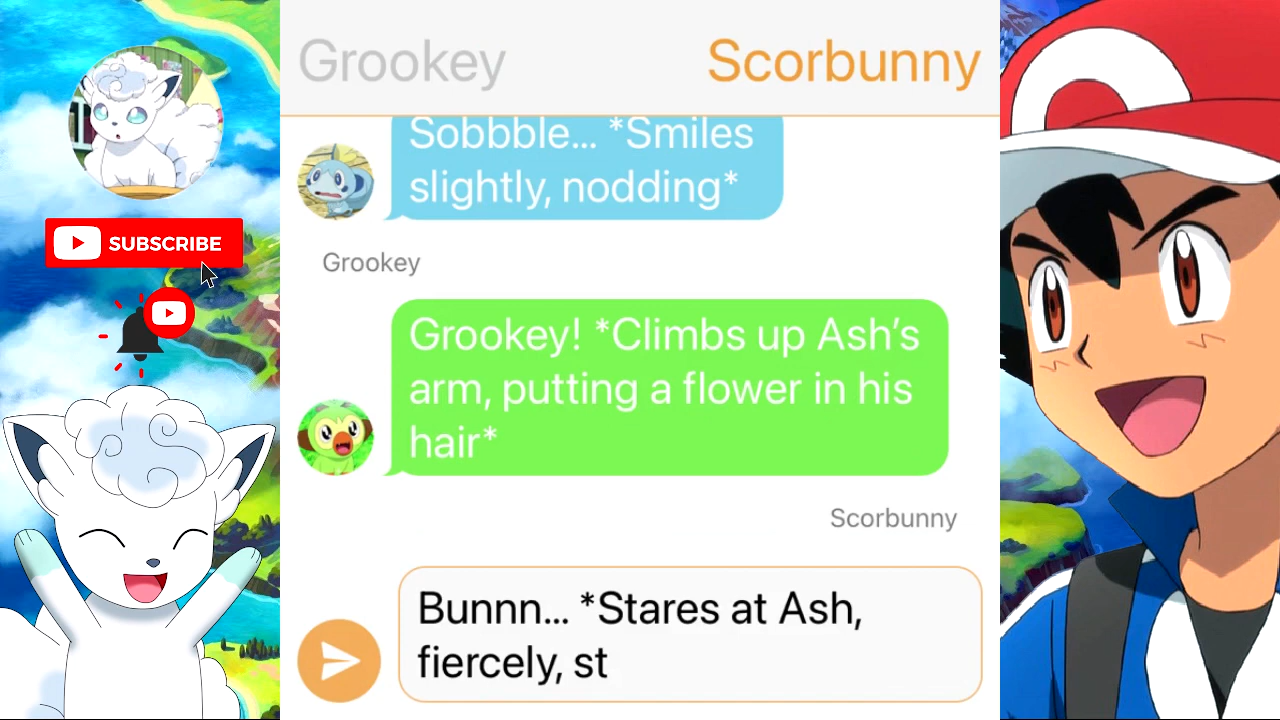 Grookey
Scorbunny
Sobbble... *Smiles
slightly, nodding*
SUBSCRIBE
Grookey
Grookey! *Climbs up Ash’s
arm, putting a flower in his
hair*
Scorbunny
Bunnn... *Stares at Ash,
fiercely, st